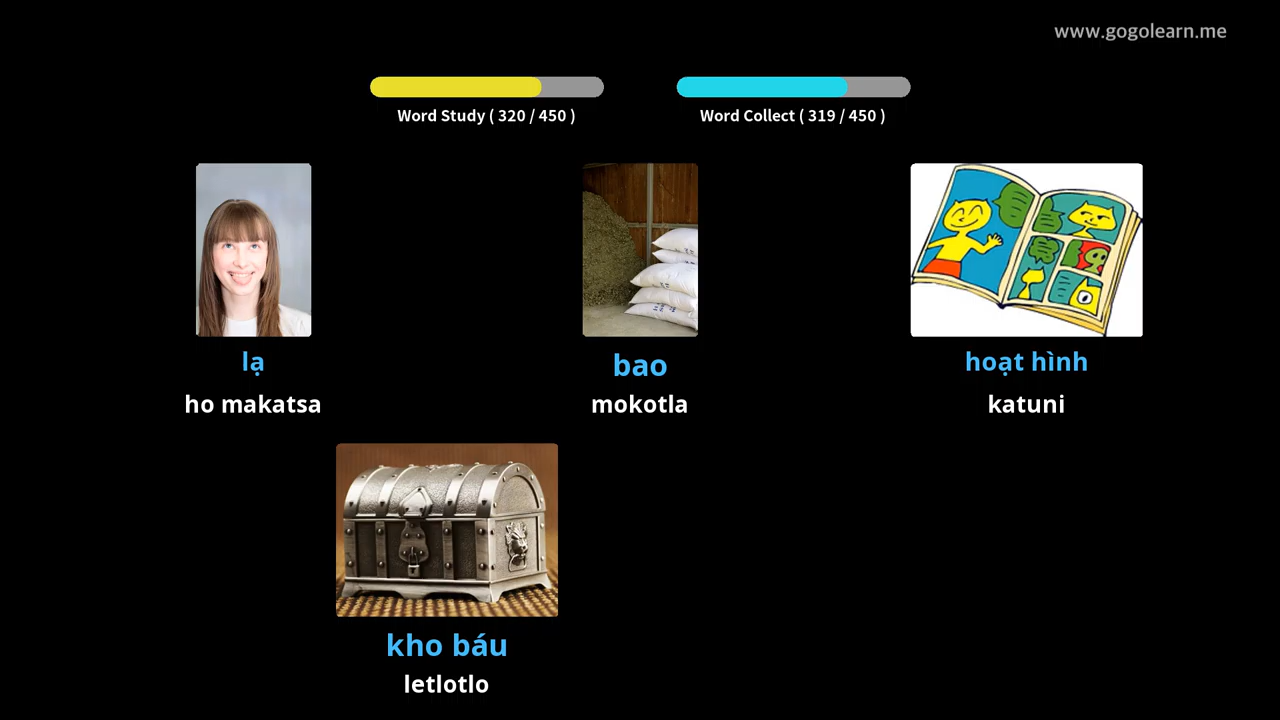 www.gogolearn.me
Word Study ( 320 / 450 )
Word Collect ( 319 / 450 )
lạ
ho makatsa
bao
mokotla
hoạt hình
katuni
kho báu
letlotlo